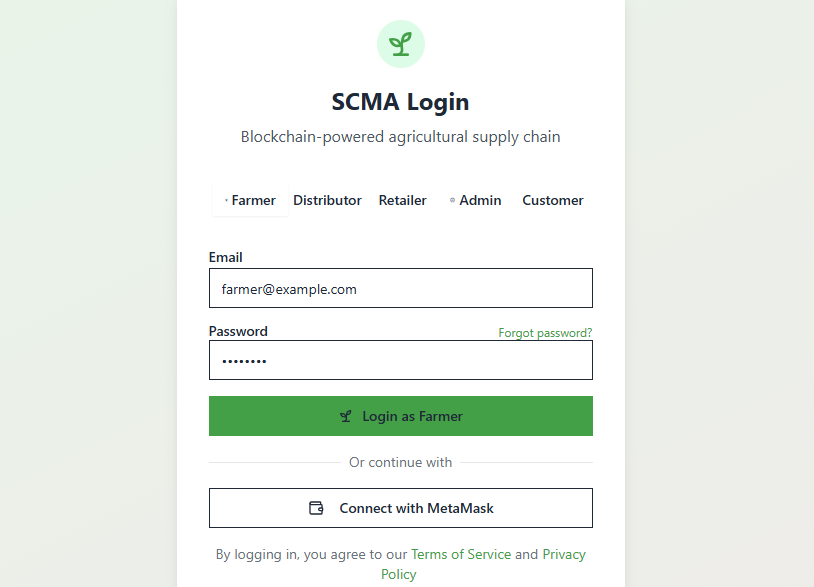 SCMA Login
Blockchain-powered agricultural supply chain
Farmer Distributor Retailer Admin Customer
Email
farmer@example.com
Password Forgot password?
••••••••
Login as Farmer
Or continue with
Connect with MetaMask
By logging in, you agree to our Terms of Service and Privacy
Policy